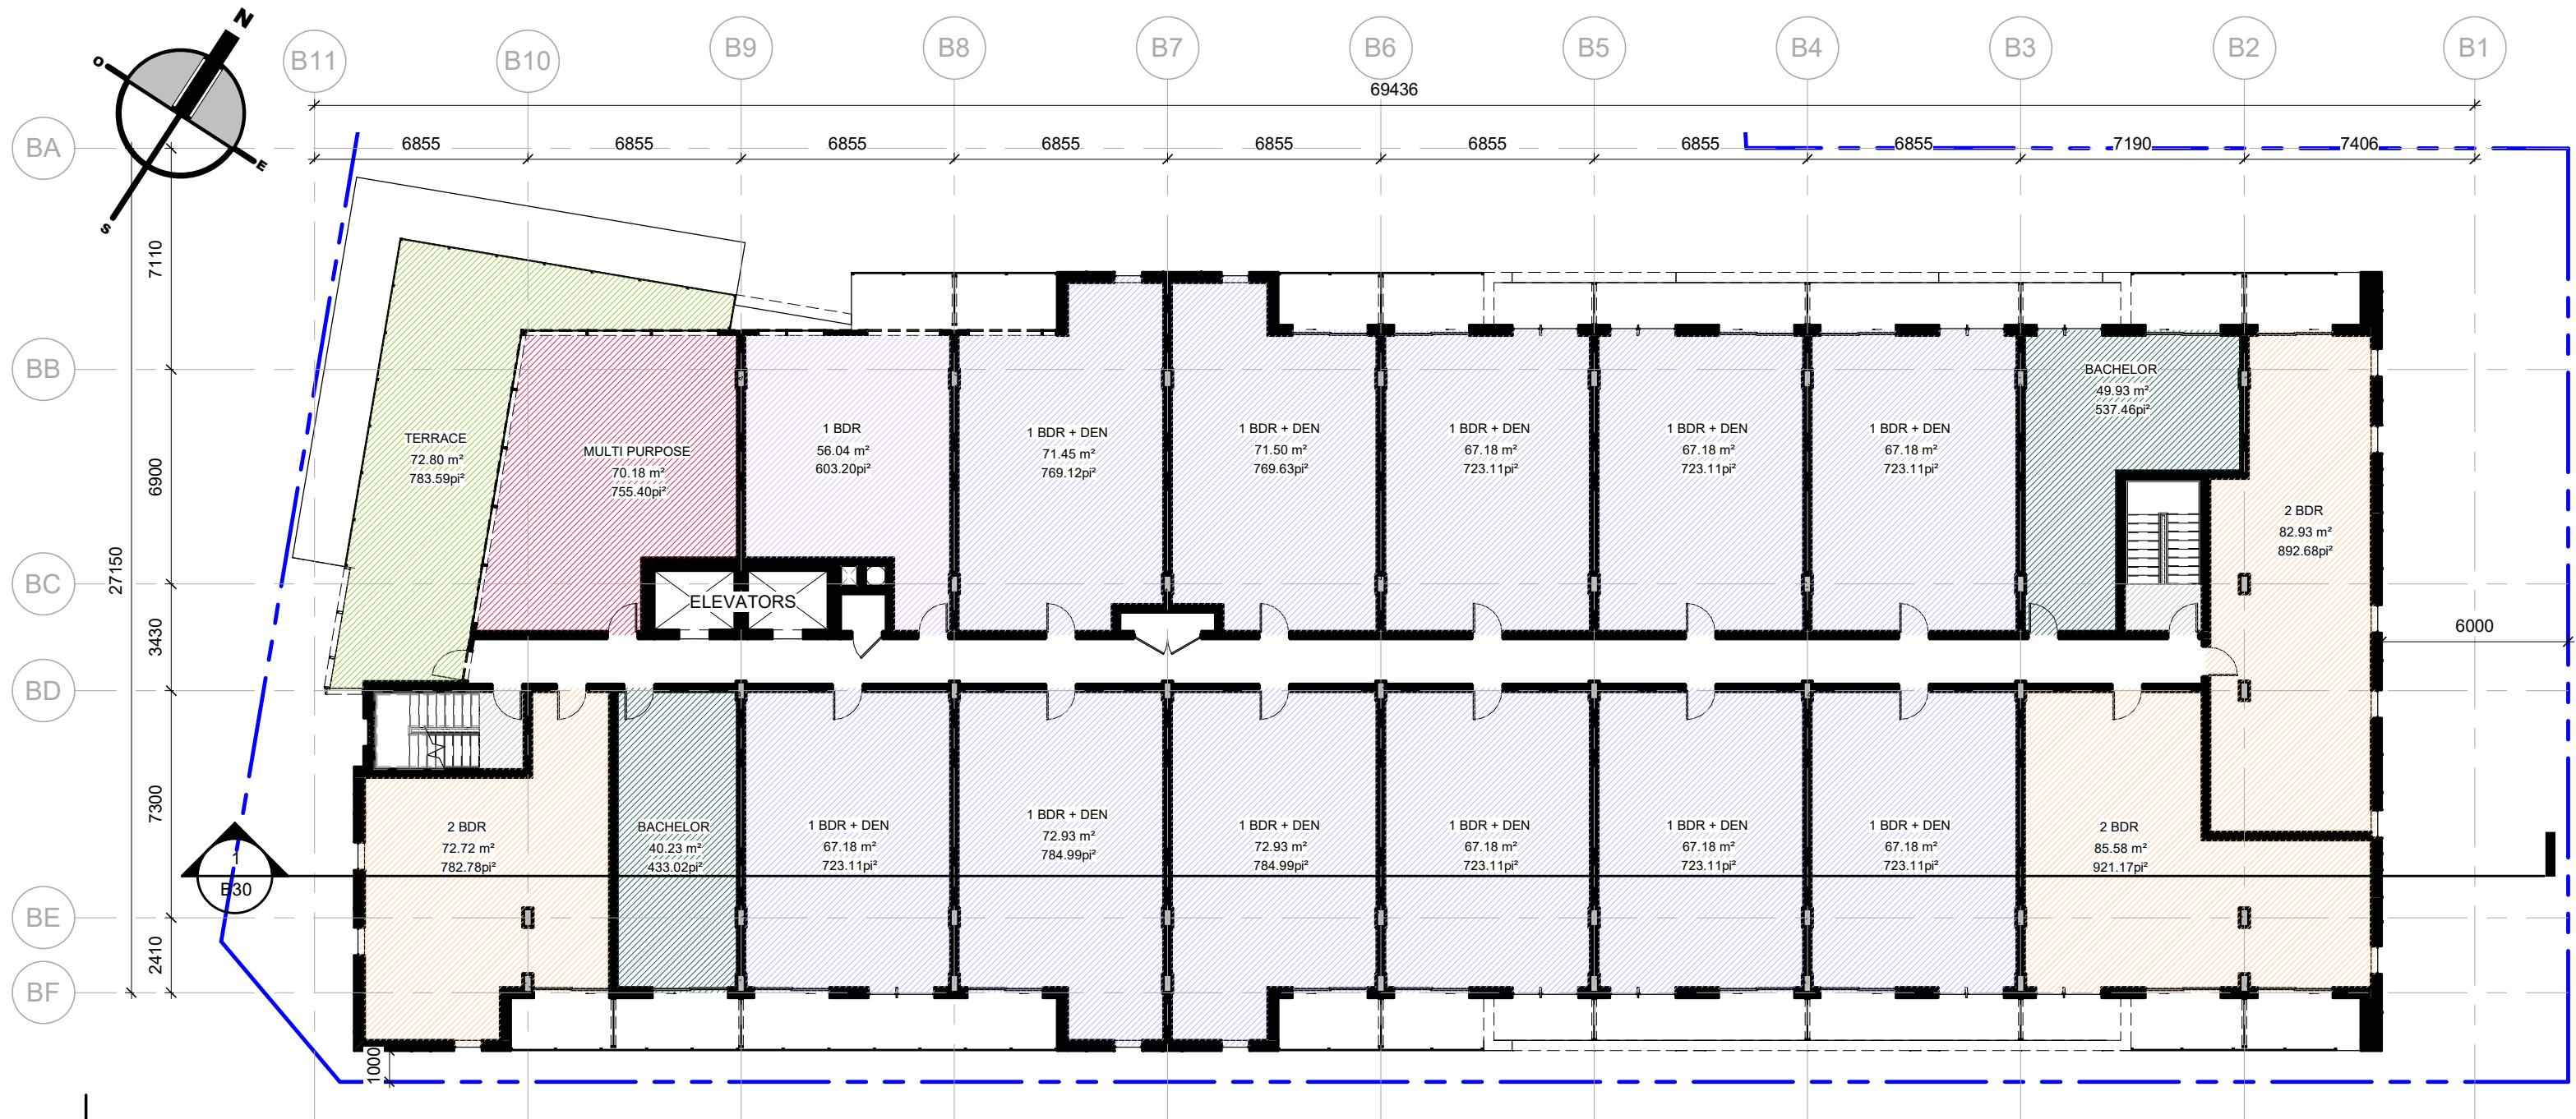 N
O
E
S
B11
B10
B9
B8
B7
B6
B5
B4
B3
B2
B1
69436
6855
6855
6855
6855
6855
6855
6855
6855
7190
7406
BA
BB
BC
BD
BE
BF
27150
7110
6900
3430
7300
2410
6000
1000
TERRACE
72.80 m²
783.59pi²
MULTI PURPOSE
70.18 m²
755.40pi²
1 BDR
56.04 m²
603.20pi²
1 BDR + DEN
71.45 m²
769.12pi²
1 BDR + DEN
71.50 m²
769.63pi²
1 BDR + DEN
67.18 m²
723.11pi²
1 BDR + DEN
67.18 m²
723.11pi²
1 BDR + DEN
67.18 m²
723.11pi²
BACHELOR
49.93 m²
537.46pi²
2 BDR
82.93 m²
892.68pi²
ELEVATORS
2 BDR
72.72 m²
782.78pi²
BACHELOR
40.23 m²
433.02pi²
1 BDR + DEN
67.18 m²
723.11pi²
1 BDR + DEN
72.93 m²
784.99pi²
1 BDR + DEN
72.93 m²
784.99pi²
1 BDR + DEN
67.18 m²
723.11pi²
1 BDR + DEN
67.18 m²
723.11pi²
1 BDR + DEN
67.18 m²
723.11pi²
2 BDR
85.58 m²
921.17pi²
1
B30